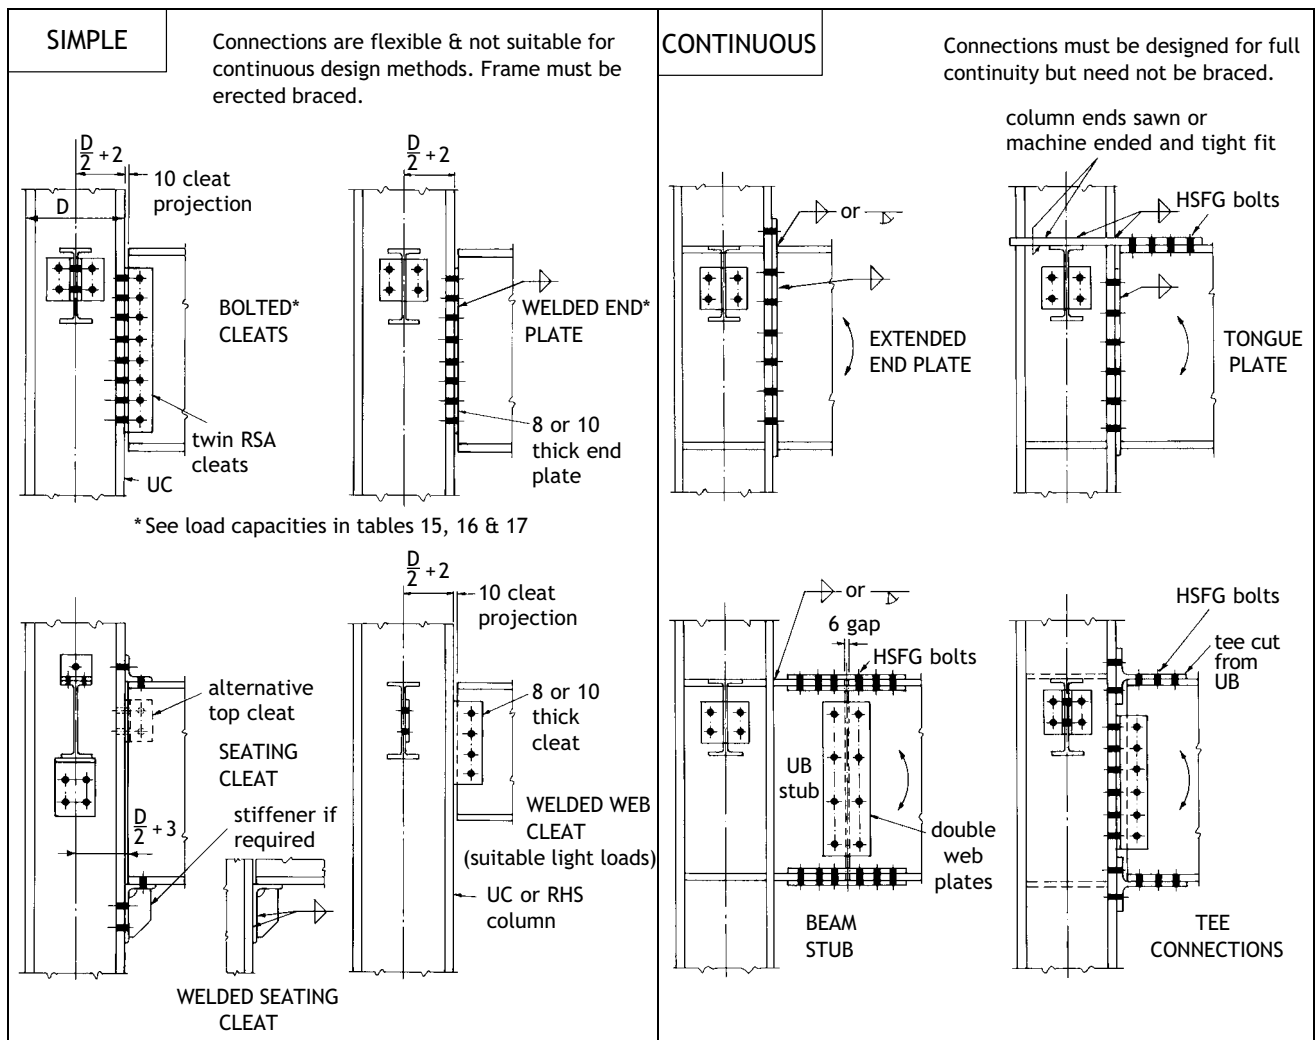 SIMPLE
Connections are flexible & not suitable for
continuous design methods. Frame must be
erected braced.
D/2 +2
10 cleat
projection
D
BOLTED*
CLEATS
twin RSA
cleats
UC
D/2 +2
WELDED END*
PLATE
8 or 10
thick end
plate
*See load capacities in tables 15, 16 & 17
alternative
top cleat
SEATING
CLEAT
D/2 +3
stiffener if
required
WELDED SEATING
CLEAT
D/2 +2
10 cleat
projection
8 or 10
thick
cleat
WELDED WEB
CLEAT
(suitable light loads)
UC or RHS
column
CONTINUOUS
Connections must be designed for full
continuity but need not be braced.
or
EXTENDED
END PLATE
column ends sawn or
machine ended and tight fit
HSFG bolts
TONGUE
PLATE
or
6 gap
HSFG bolts
UB
stub
double
web
plates
BEAM
STUB
HSFG bolts
tee cut
from
UB
TEE
CONNECTIONS